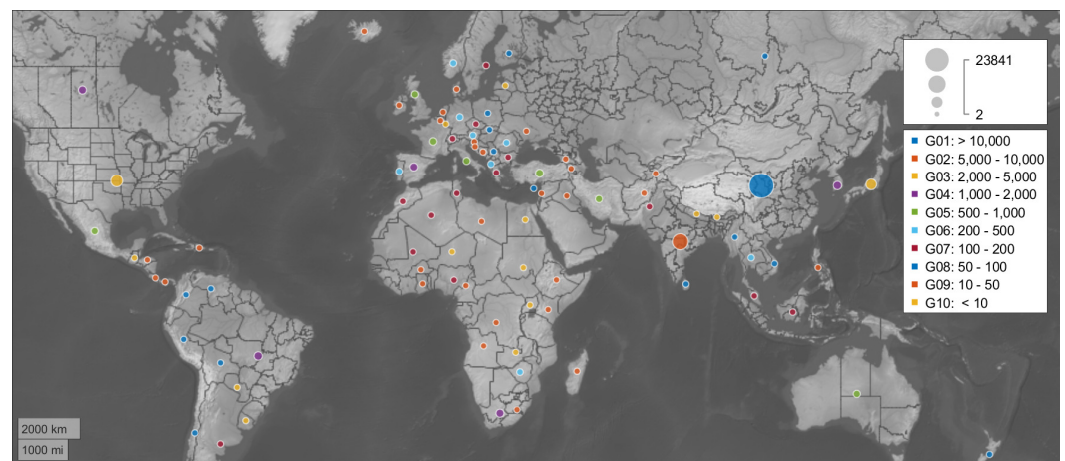 23841
2
G01: > 10,000
G02: 5,000 - 10,000
G03: 2,000 - 5,000
G04: 1,000 - 2,000
G05: 500 - 1,000
G06: 200 - 500
G07: 100 - 200
G08: 50 - 100
G09: 10 - 50
G10: < 10
2000 km
1000 mi